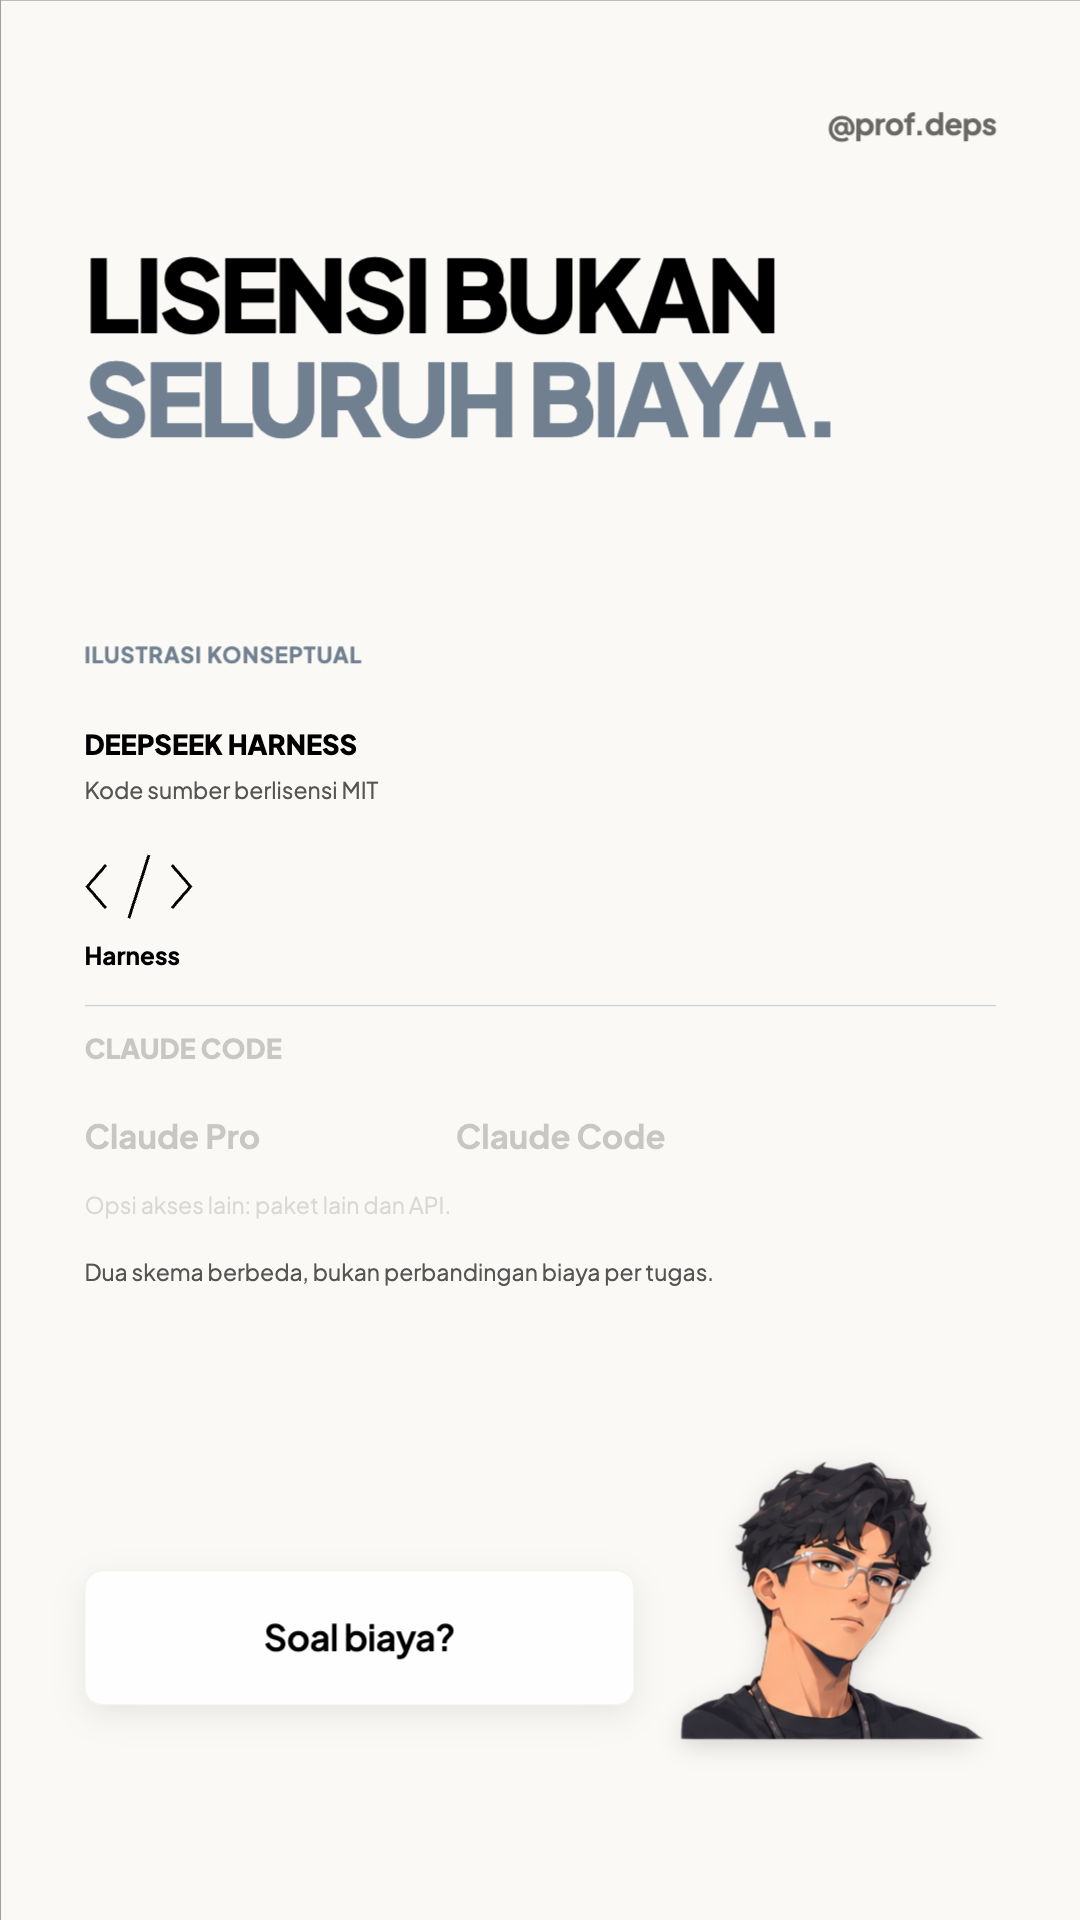 @prof.deps
LISENSI BUKAN
SELURUH BIAYA.
ILUSTRASI KONSEPTUAL
DEEPSEEK HARNESS
Kode sumber berlisensi MIT
</>
Harness
CLAUDE CODE
Claude Pro Claude Code
Opsi akses lain: paket lain dan API.
Dua skema berbeda, bukan perbandingan biaya per tugas.
Soal biaya?